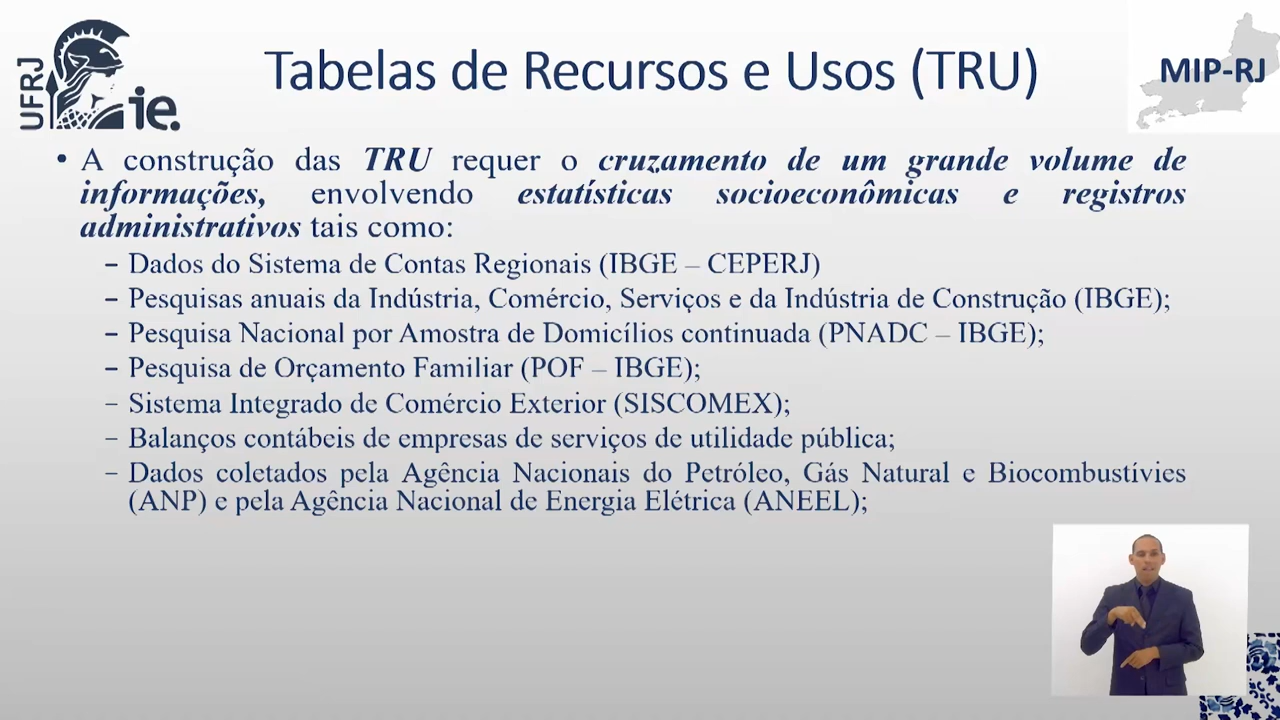 UFRJ
ie.
Tabelas de Recursos e Usos (TRU)
MIP-RJ
• A construção das TRU requer o cruzamento de um grande volume de
informações, envolvendo estatísticas socioeconômicas e registros
administrativos tais como:
– Dados do Sistema de Contas Regionais (IBGE – CEPERJ)
– Pesquisas anuais da Indústria, Comércio, Serviços e da Indústria de Construção (IBGE);
– Pesquisa Nacional por Amostra de Domicílios continuada (PNADC – IBGE);
– Pesquisa de Orçamento Familiar (POF – IBGE);
– Sistema Integrado de Comércio Exterior (SISCOMEX);
– Balanços contábeis de empresas de serviços de utilidade pública;
– Dados coletados pela Agência Nacionais do Petróleo, Gás Natural e Biocombustívies
(ANP) e pela Agência Nacional de Energia Elétrica (ANEEL);